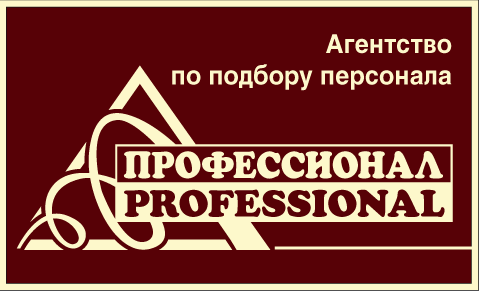 Агентство
по подбору персонала
ПРОФЕССИОНАЛ
PROFESSIONAL